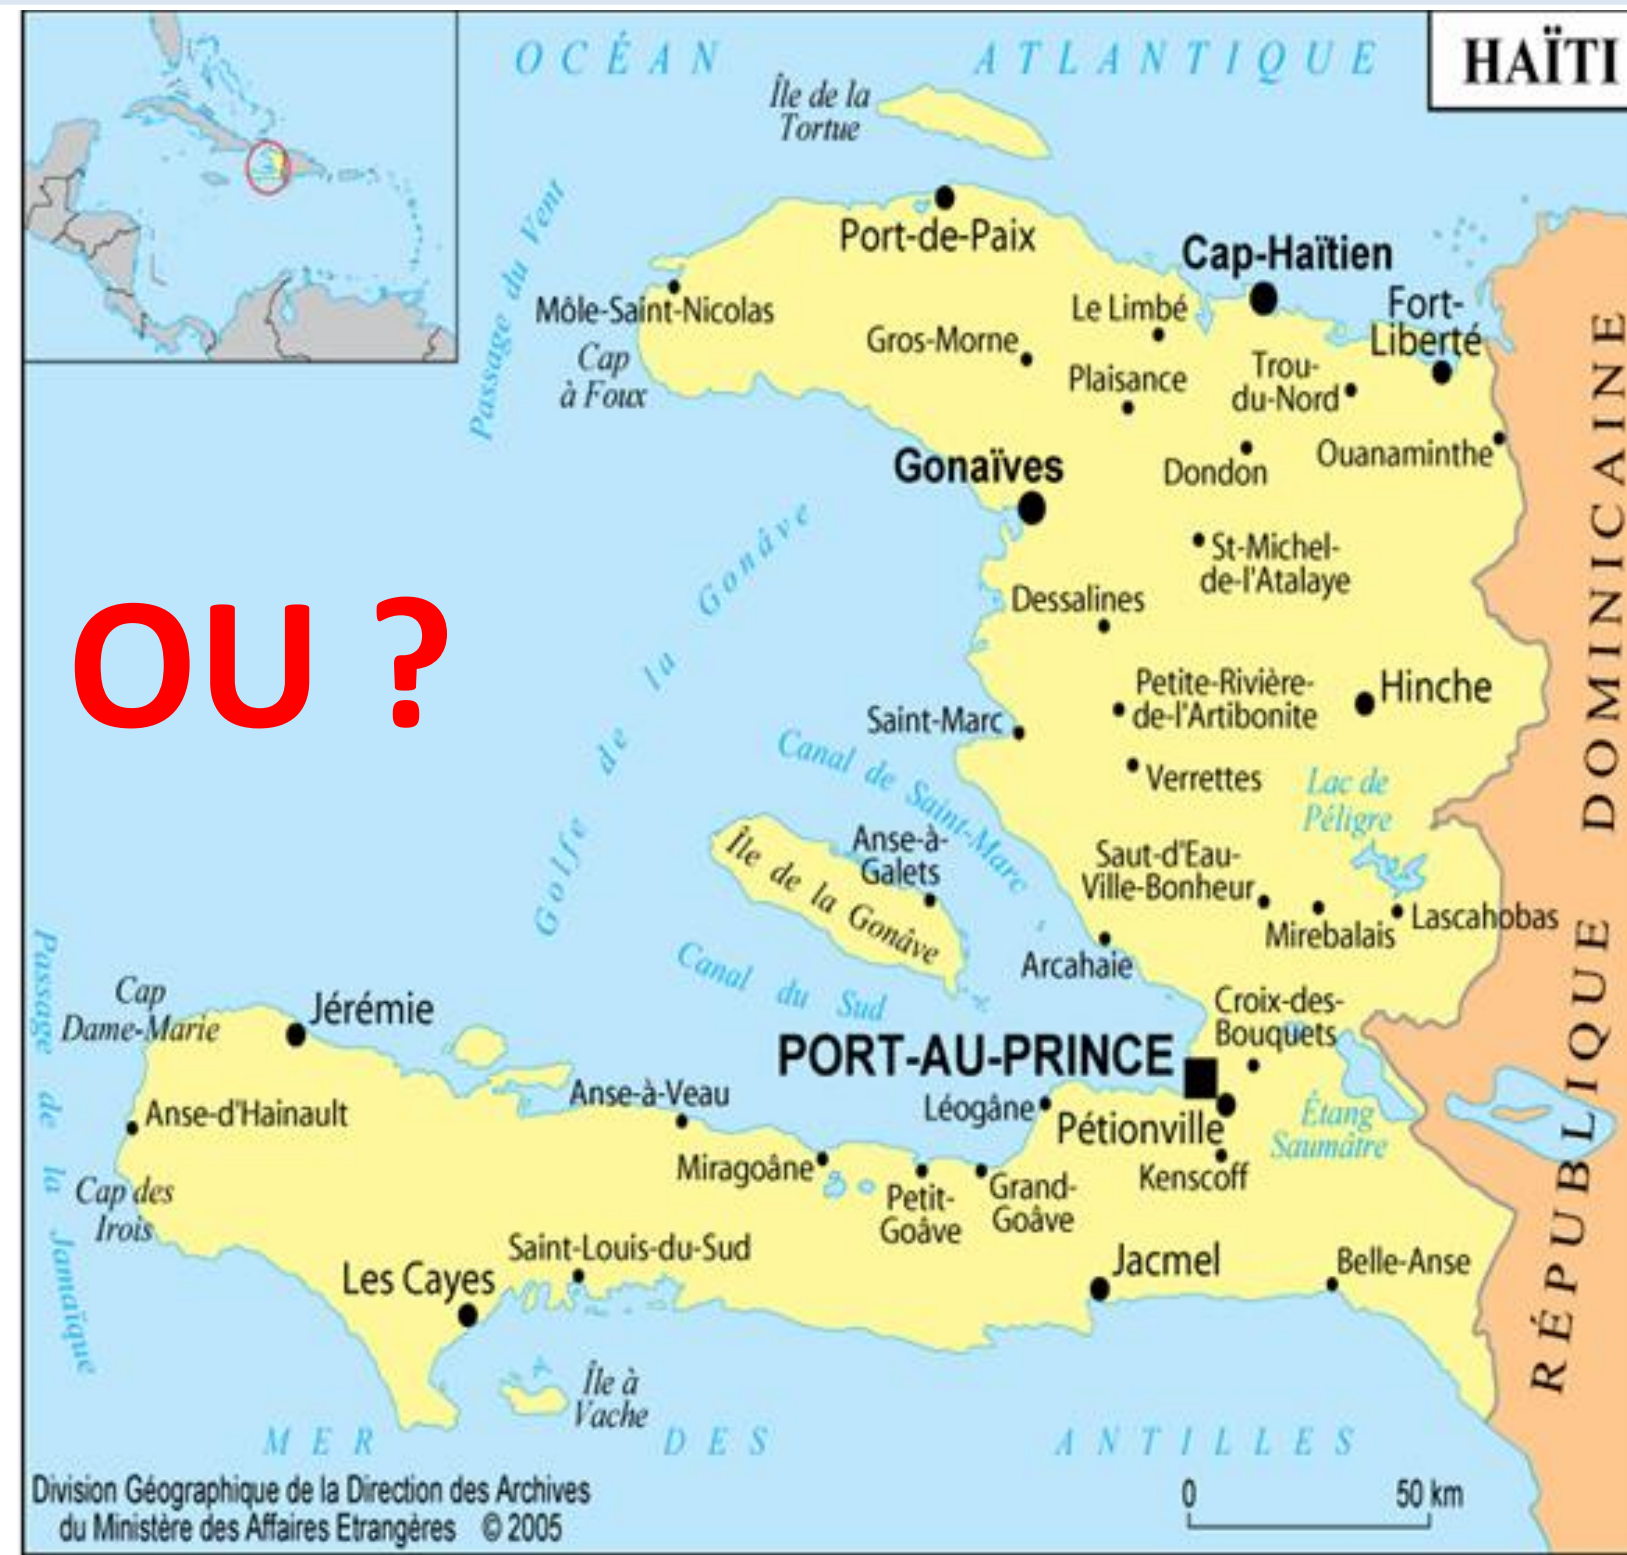 OCÉAN ATLANTIQUE
HAÏTI
Île de la
Tortue
Passage du Vent
Port-de-Paix
Cap-Haïtien
Môle-Saint-Nicolas
Cap
à Foux
Le Limbé
Fort-
Liberté
Gros-Morne
Plaisance
Trou-
du-Nord
Ouanaminthe
Dondon
Gonaïves
St-Michel-
de-l'Atalaye
Dessalines
OU ?
Golfe de la Gonâve
Petite-Rivière-
de-l'Artibonite
Hinche
Saint-Marc
Canal de Saint-Marc
Verrettes
Lac de
Péligre
Île de la Gonâve
Anse-à-
Galets
Saut-d'Eau-
Ville-Bonheur
Mirebalais
Lascahobas
Arcahaie
Canal du Sud
Croix-des-
Bouquets
PORT-AU-PRINCE
RÉPUBLIQUE DOMINICAINE
Passage de la Jamaïque
Cap
Dame-Marie
Jérémie
Anse-d'Hainault
Anse-à-Veau
Léogâne
Pétionville
Étang
Saumâtre
Kenscoff
Miragoâne
Petit-
Goâve
Grand-
Goâve
Cap des
Irois
Les Cayes
Saint-Louis-du-Sud
Jacmel
Belle-Anse
Île à
Vache
MER DES ANTILLES
Division Géographique de la Direction des Archives
du Ministère des Affaires Etrangères © 2005
0 50 km